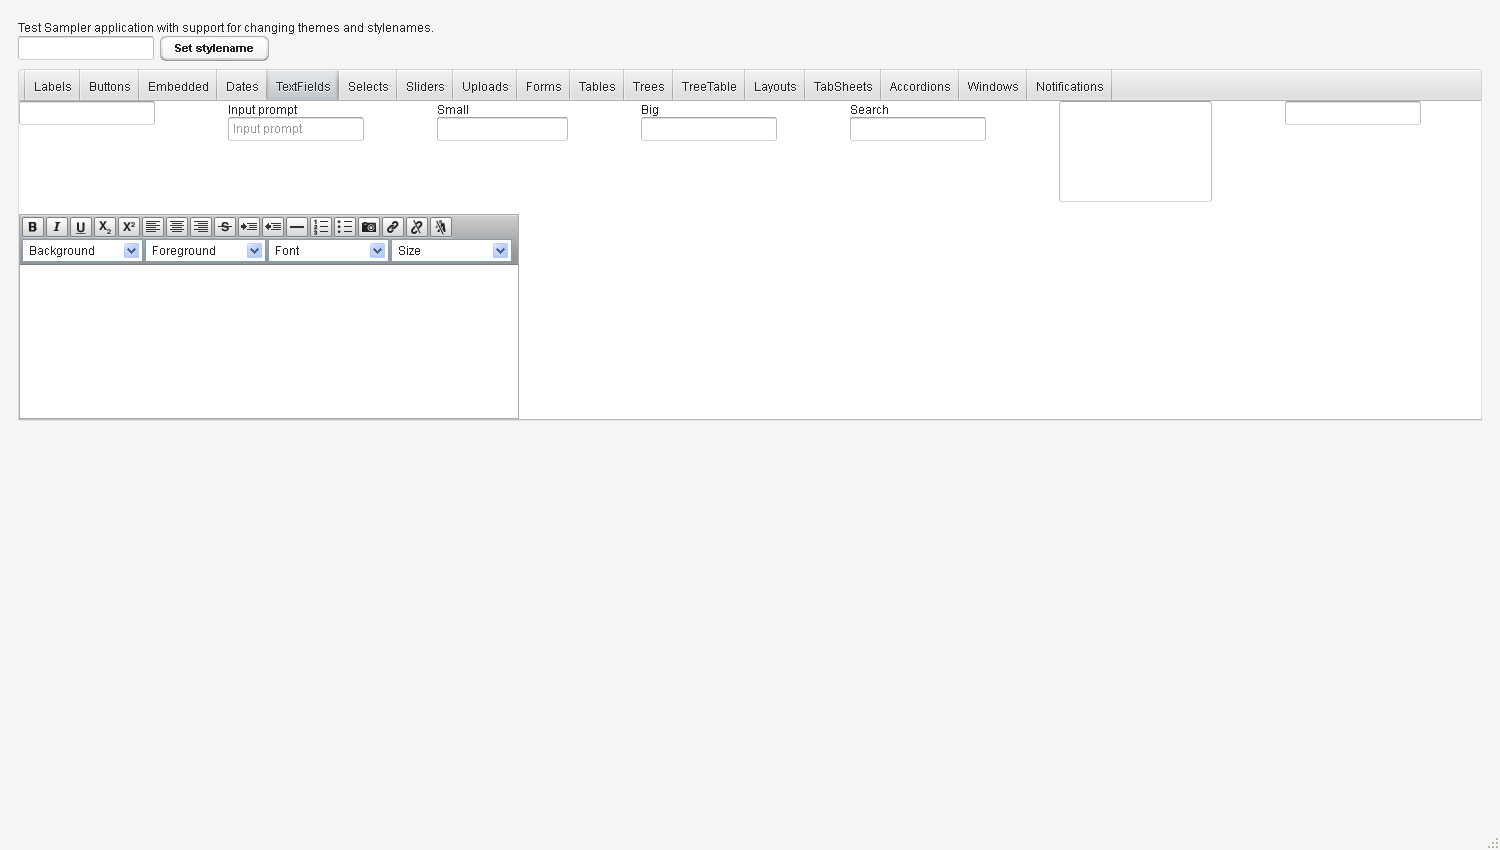 Test Sampler application with support for changing themes and stylenames.
Set stylename
Labels Buttons Embedded Dates TextFields Selects Sliders Uploads Forms Tables Trees TreeTable Layouts TabSheets Accordions Windows Notifications
Input prompt Small Big Search
Input prompt
B I U X₂ X² S
Background Foreground Font Size